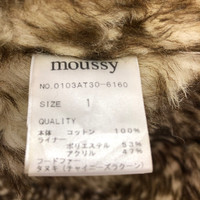 moussy
NO.0103AT30-6160
SIZE 1
QUALITY
本体 コットン 100%
ライナー
ポリエステル 53%
アクリル 47%
フードファー
タヌキ(チャイニーズラクーン)